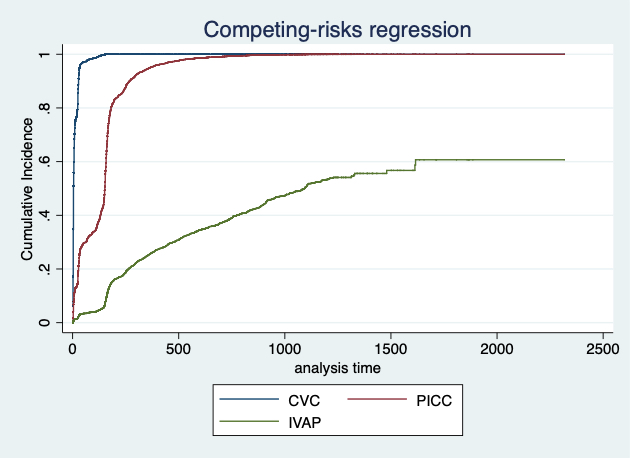 Competing-risks regression
Cumulative Incidence
1
.8
.6
.4
.2
0
0 500 1000 1500 2000 2500
analysis time
CVC PICC
IVAP